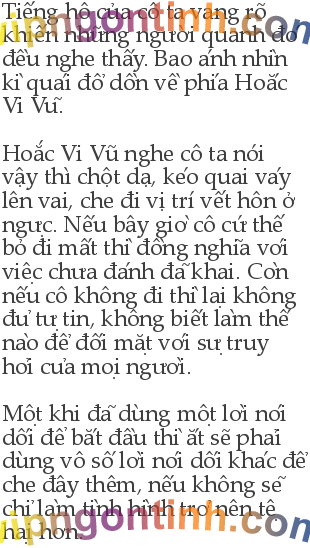 Tiếng hô của cô ta vang rõ
khiến những người quanh đó
đều nghe thấy. Bao ánh nhìn
kì quái đổ dồn về phía Hoắc
Vi Vũ.
Hoắc Vi Vũ nghe cô ta nói
vậy thì chột dạ, kéo quai váy
lên vai, che đi vị trí vết hôn ở
ngực. Nếu bây giờ cô cứ thế
bỏ đi mất thì đồng nghĩa với
việc chưa đánh đã khai. Còn
nếu cô không đi thì lại không
đủ tự tin, không biết làm thế
nào để đối mặt với sự truy
hỏi của mọi người.
Một khi đã dùng một lời nói
dối để bắt đầu thì ắt sẽ phải
dùng vô số lời nói dối khác để
che đậy thêm, nếu không sẽ
chỉ làm tình hình trở nên tệ
hại hơn.
vipngontinh.com